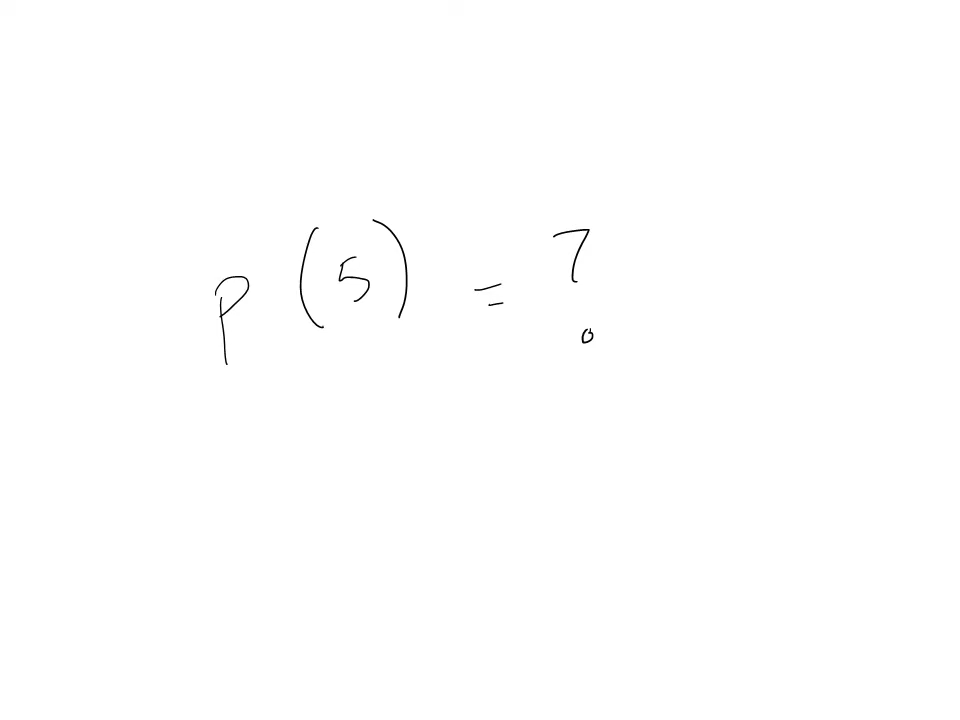 p (5) = ?